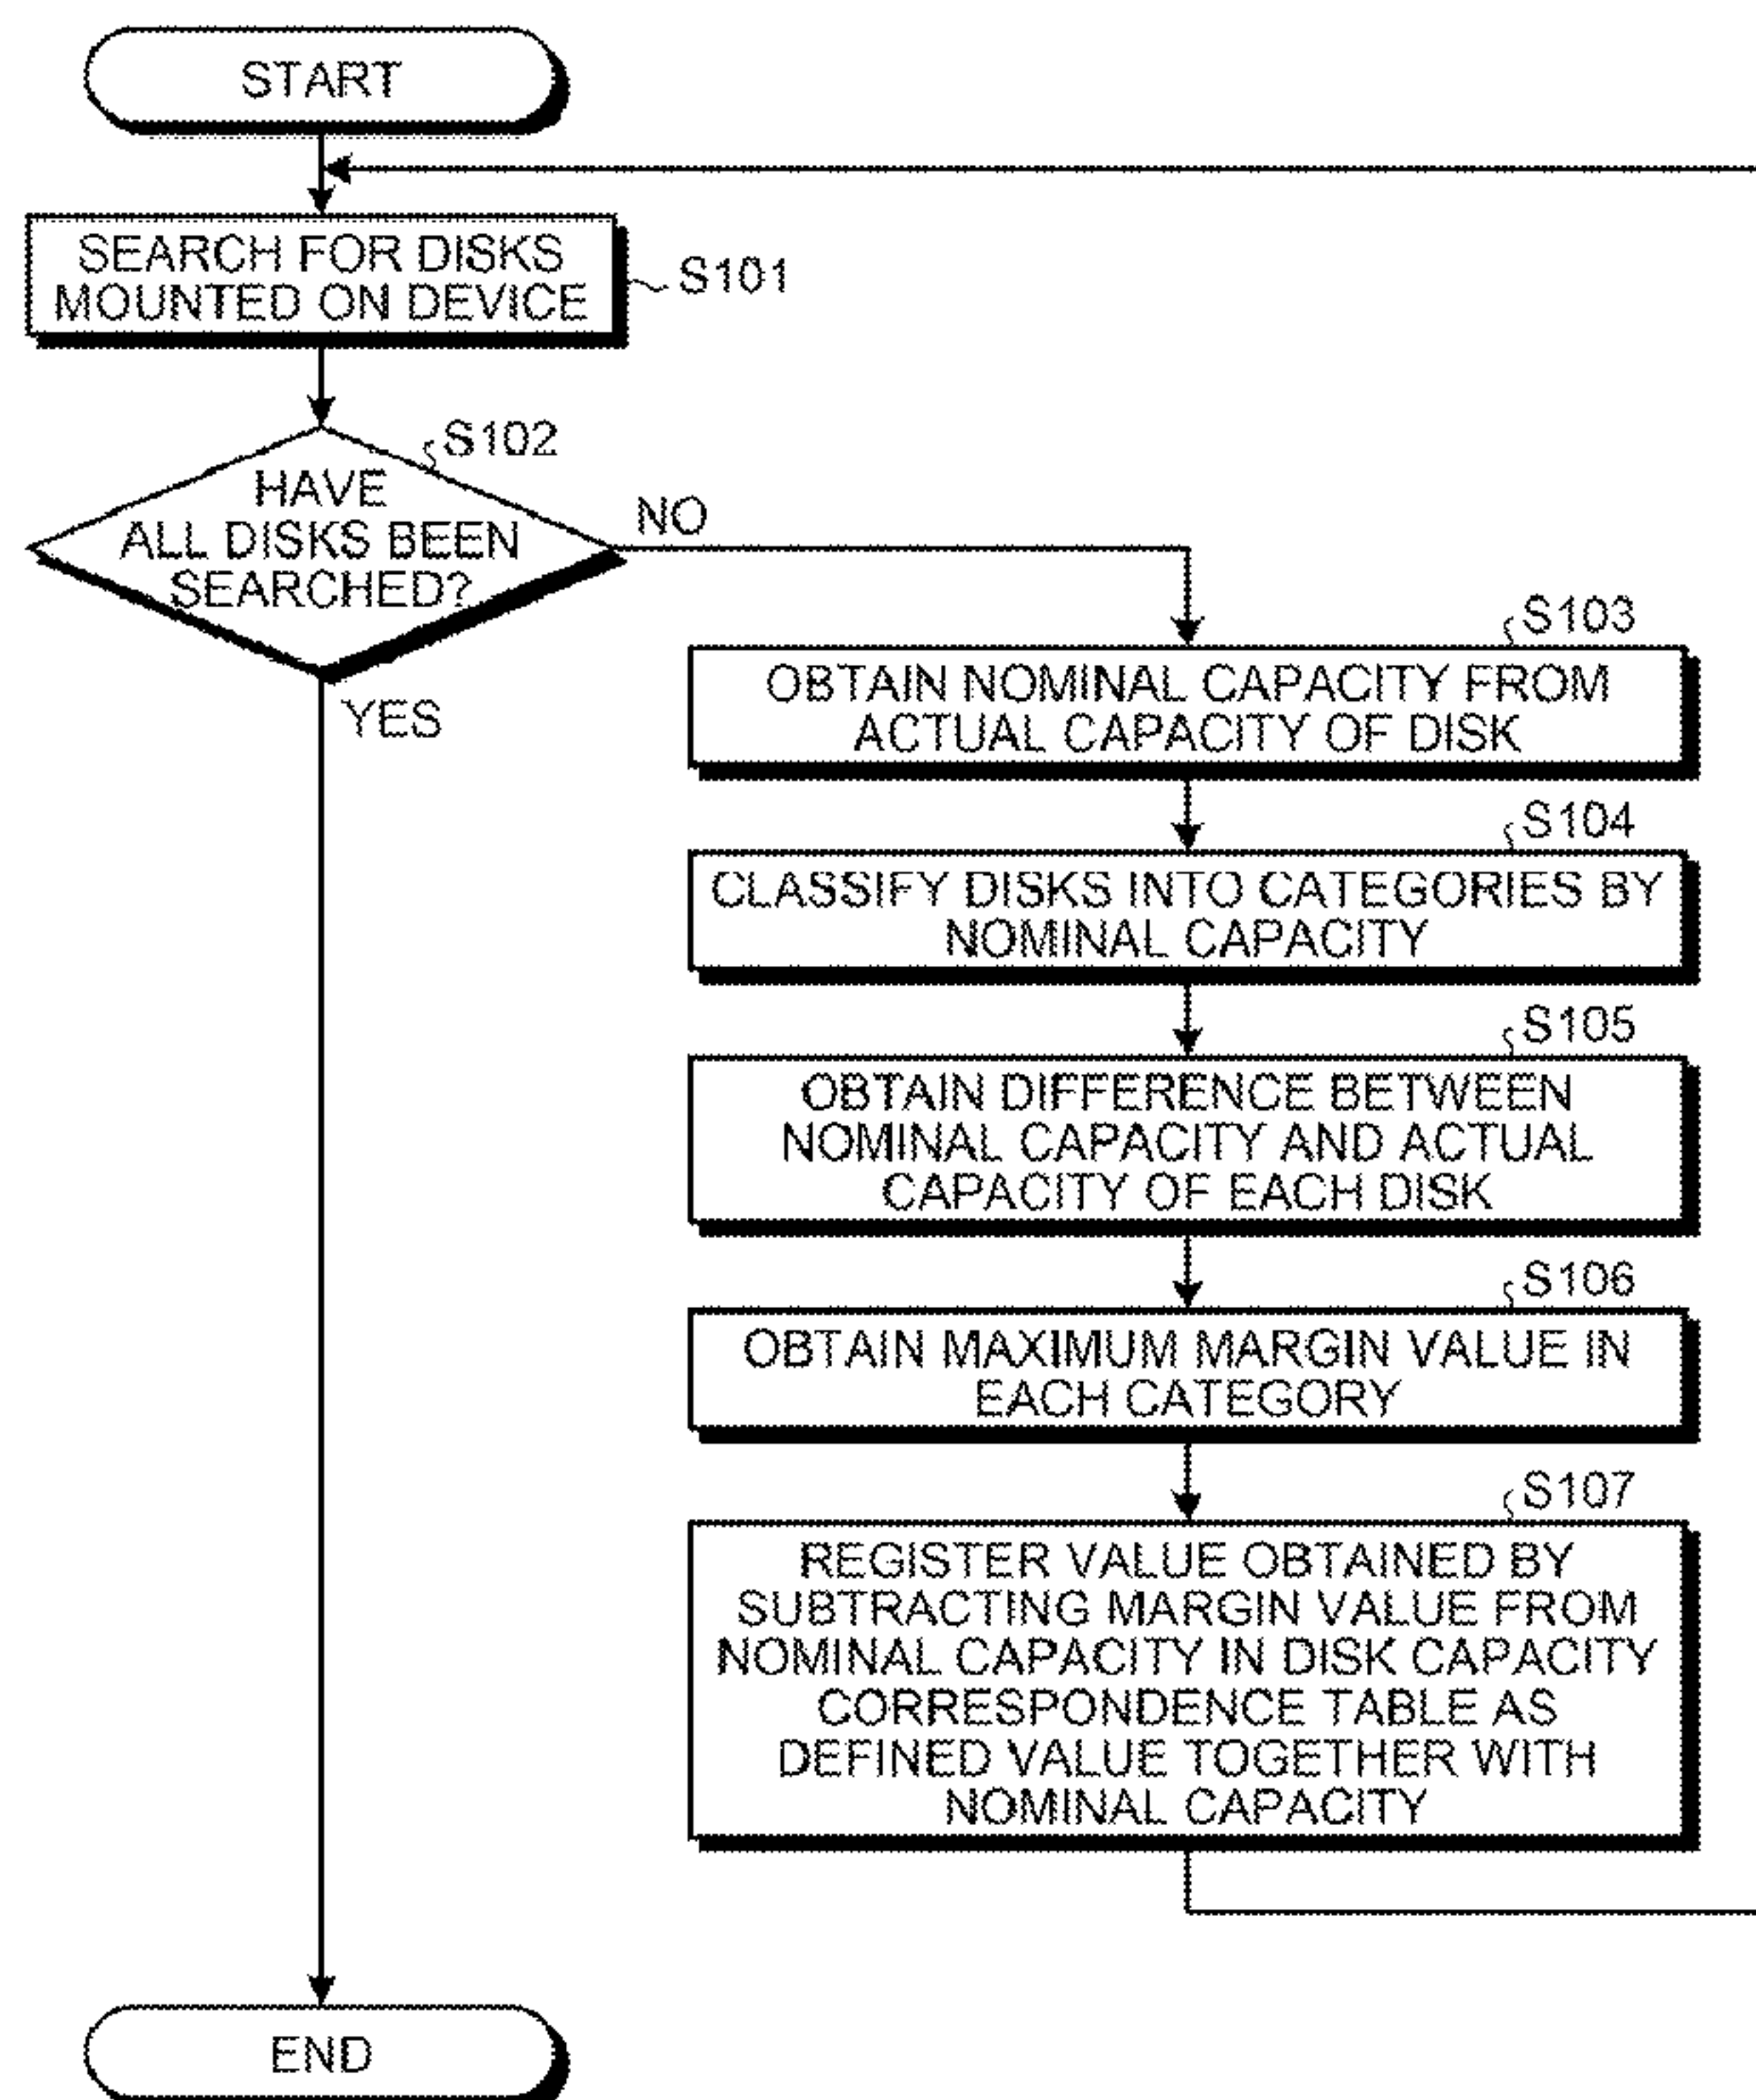 START
SEARCH FOR DISKS
MOUNTED ON DEVICE
S101
S102
HAVE
ALL DISKS BEEN
SEARCHED?
NO
YES
S103
OBTAIN NOMINAL CAPACITY FROM
ACTUAL CAPACITY OF DISK
S104
CLASSIFY DISKS INTO CATEGORIES BY
NOMINAL CAPACITY
S105
OBTAIN DIFFERENCE BETWEEN
NOMINAL CAPACITY AND ACTUAL
CAPACITY OF EACH DISK
S106
OBTAIN MAXIMUM MARGIN VALUE IN
EACH CATEGORY
S107
REGISTER VALUE OBTAINED BY
SUBTRACTING MARGIN VALUE FROM
NOMINAL CAPACITY IN DISK CAPACITY
CORRESPONDENCE TABLE AS
DEFINED VALUE TOGETHER WITH
NOMINAL CAPACITY
END